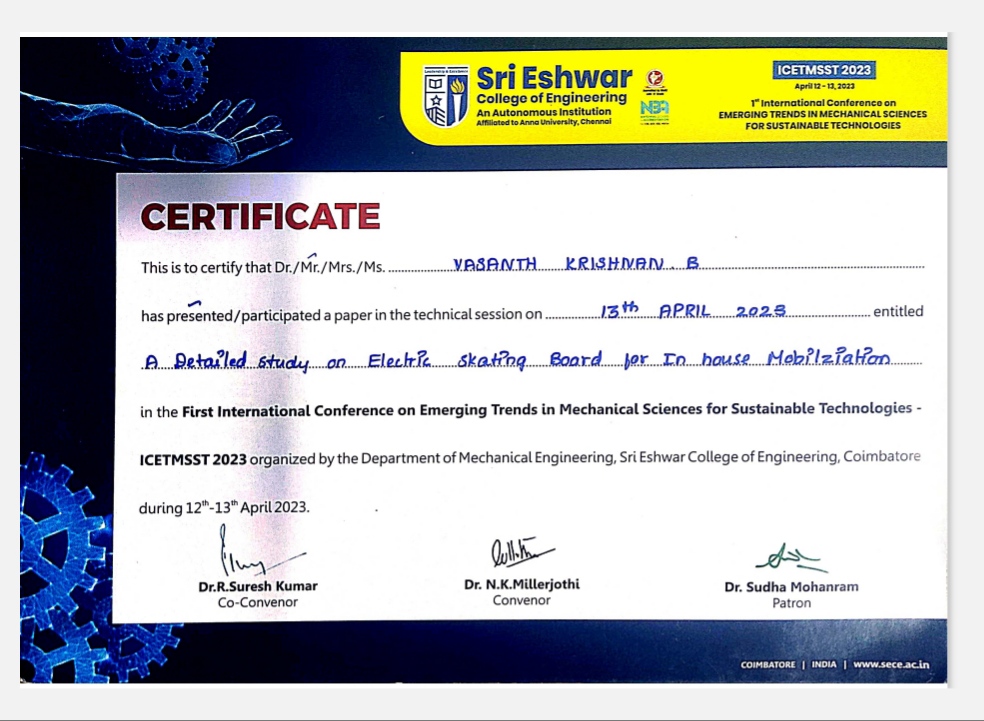 Sri Eshwar
College of Engineering
An Autonomous Institution
Affiliated to Anna University, Chennai
NBA
ICETMSST 2023
April 12 - 13, 2023
1st International Conference on
EMERGING TRENDS IN MECHANICAL SCIENCES
FOR SUSTAINABLE TECHNOLOGIES
CERTIFICATE
This is to certify that Dr./Mr./Mrs./Ms. VASANTH KRISHNAN . B
has presented/participated a paper in the technical session on 13th APRIL 2023 entitled
A Detailed study on Electric skating Board for In house Mobilziation
in the First International Conference on Emerging Trends in Mechanical Sciences for Sustainable Technologies -
ICETMSST 2023 organized by the Department of Mechanical Engineering, Sri Eshwar College of Engineering, Coimbatore
during 12th-13th April 2023.
Dr.R.Suresh Kumar
Co-Convenor
Dr. N.K.Millerjothi
Convenor
Dr. Sudha Mohanram
Patron
COIMBATORE | INDIA | www.sece.ac.in